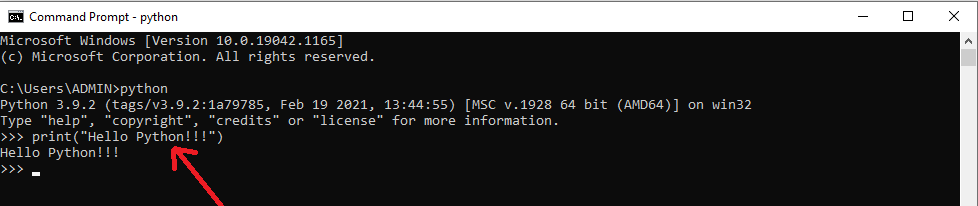 Command Prompt - python
Microsoft Windows [Version 10.0.19042.1165]
(c) Microsoft Corporation. All rights reserved.
C:\Users\ADMIN>python
Python 3.9.2 (tags/v3.9.2:1a79785, Feb 19 2021, 13:44:55) [MSC v.1928 64 bit (AMD64)] on win32
Type "help", "copyright", "credits" or "license" for more information.
>>> print("Hello Python!!!")
Hello Python!!!
>>>